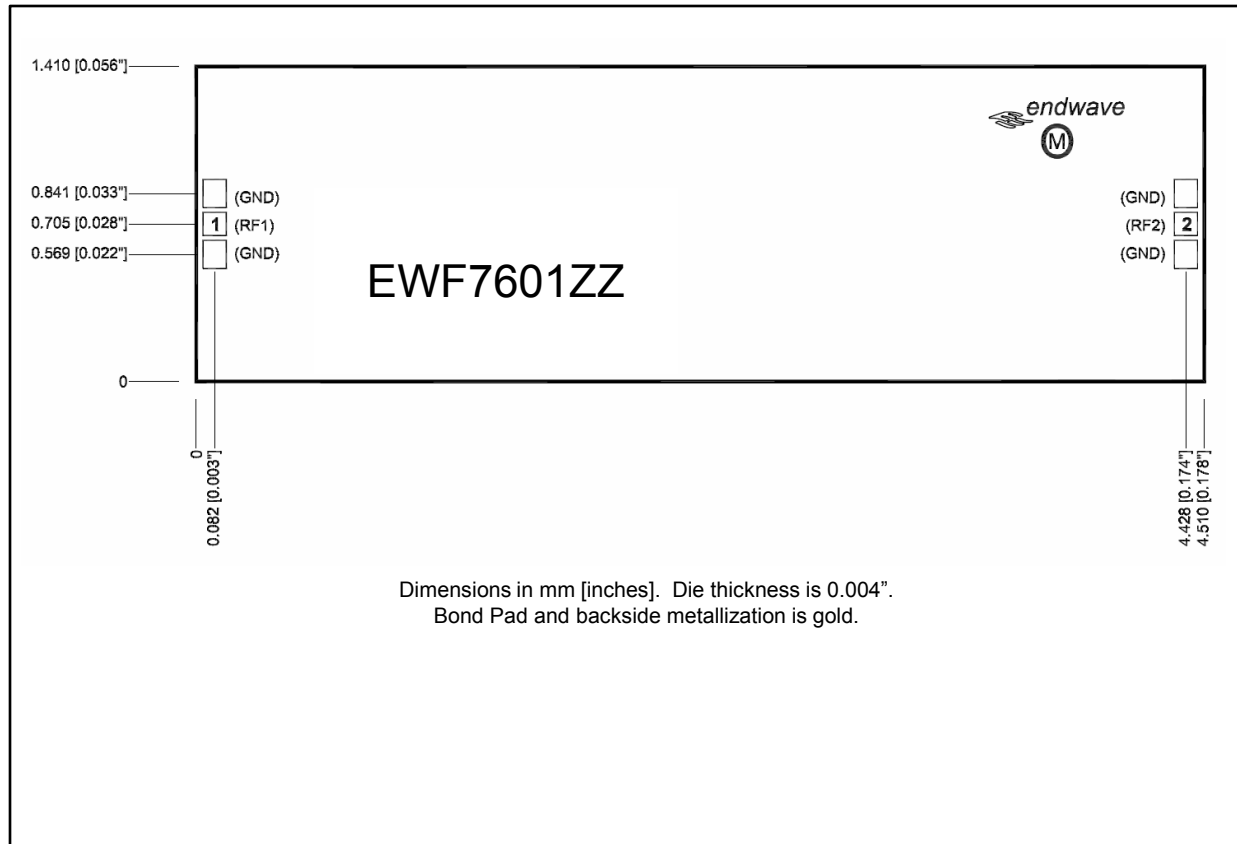 1.410 [0.056"]
endwave
M
0.841 [0.033"]
(GND)
(GND)
0.705 [0.028"]
1 (RF1)
(RF2) 2
0.569 [0.022"]
(GND)
(GND)
EWF7601ZZ
0
0
0.082 [0.003"]
4.428 [0.174"]
4.510 [0.178"]
Dimensions in mm [inches]. Die thickness is 0.004”.
Bond Pad and backside metallization is gold.